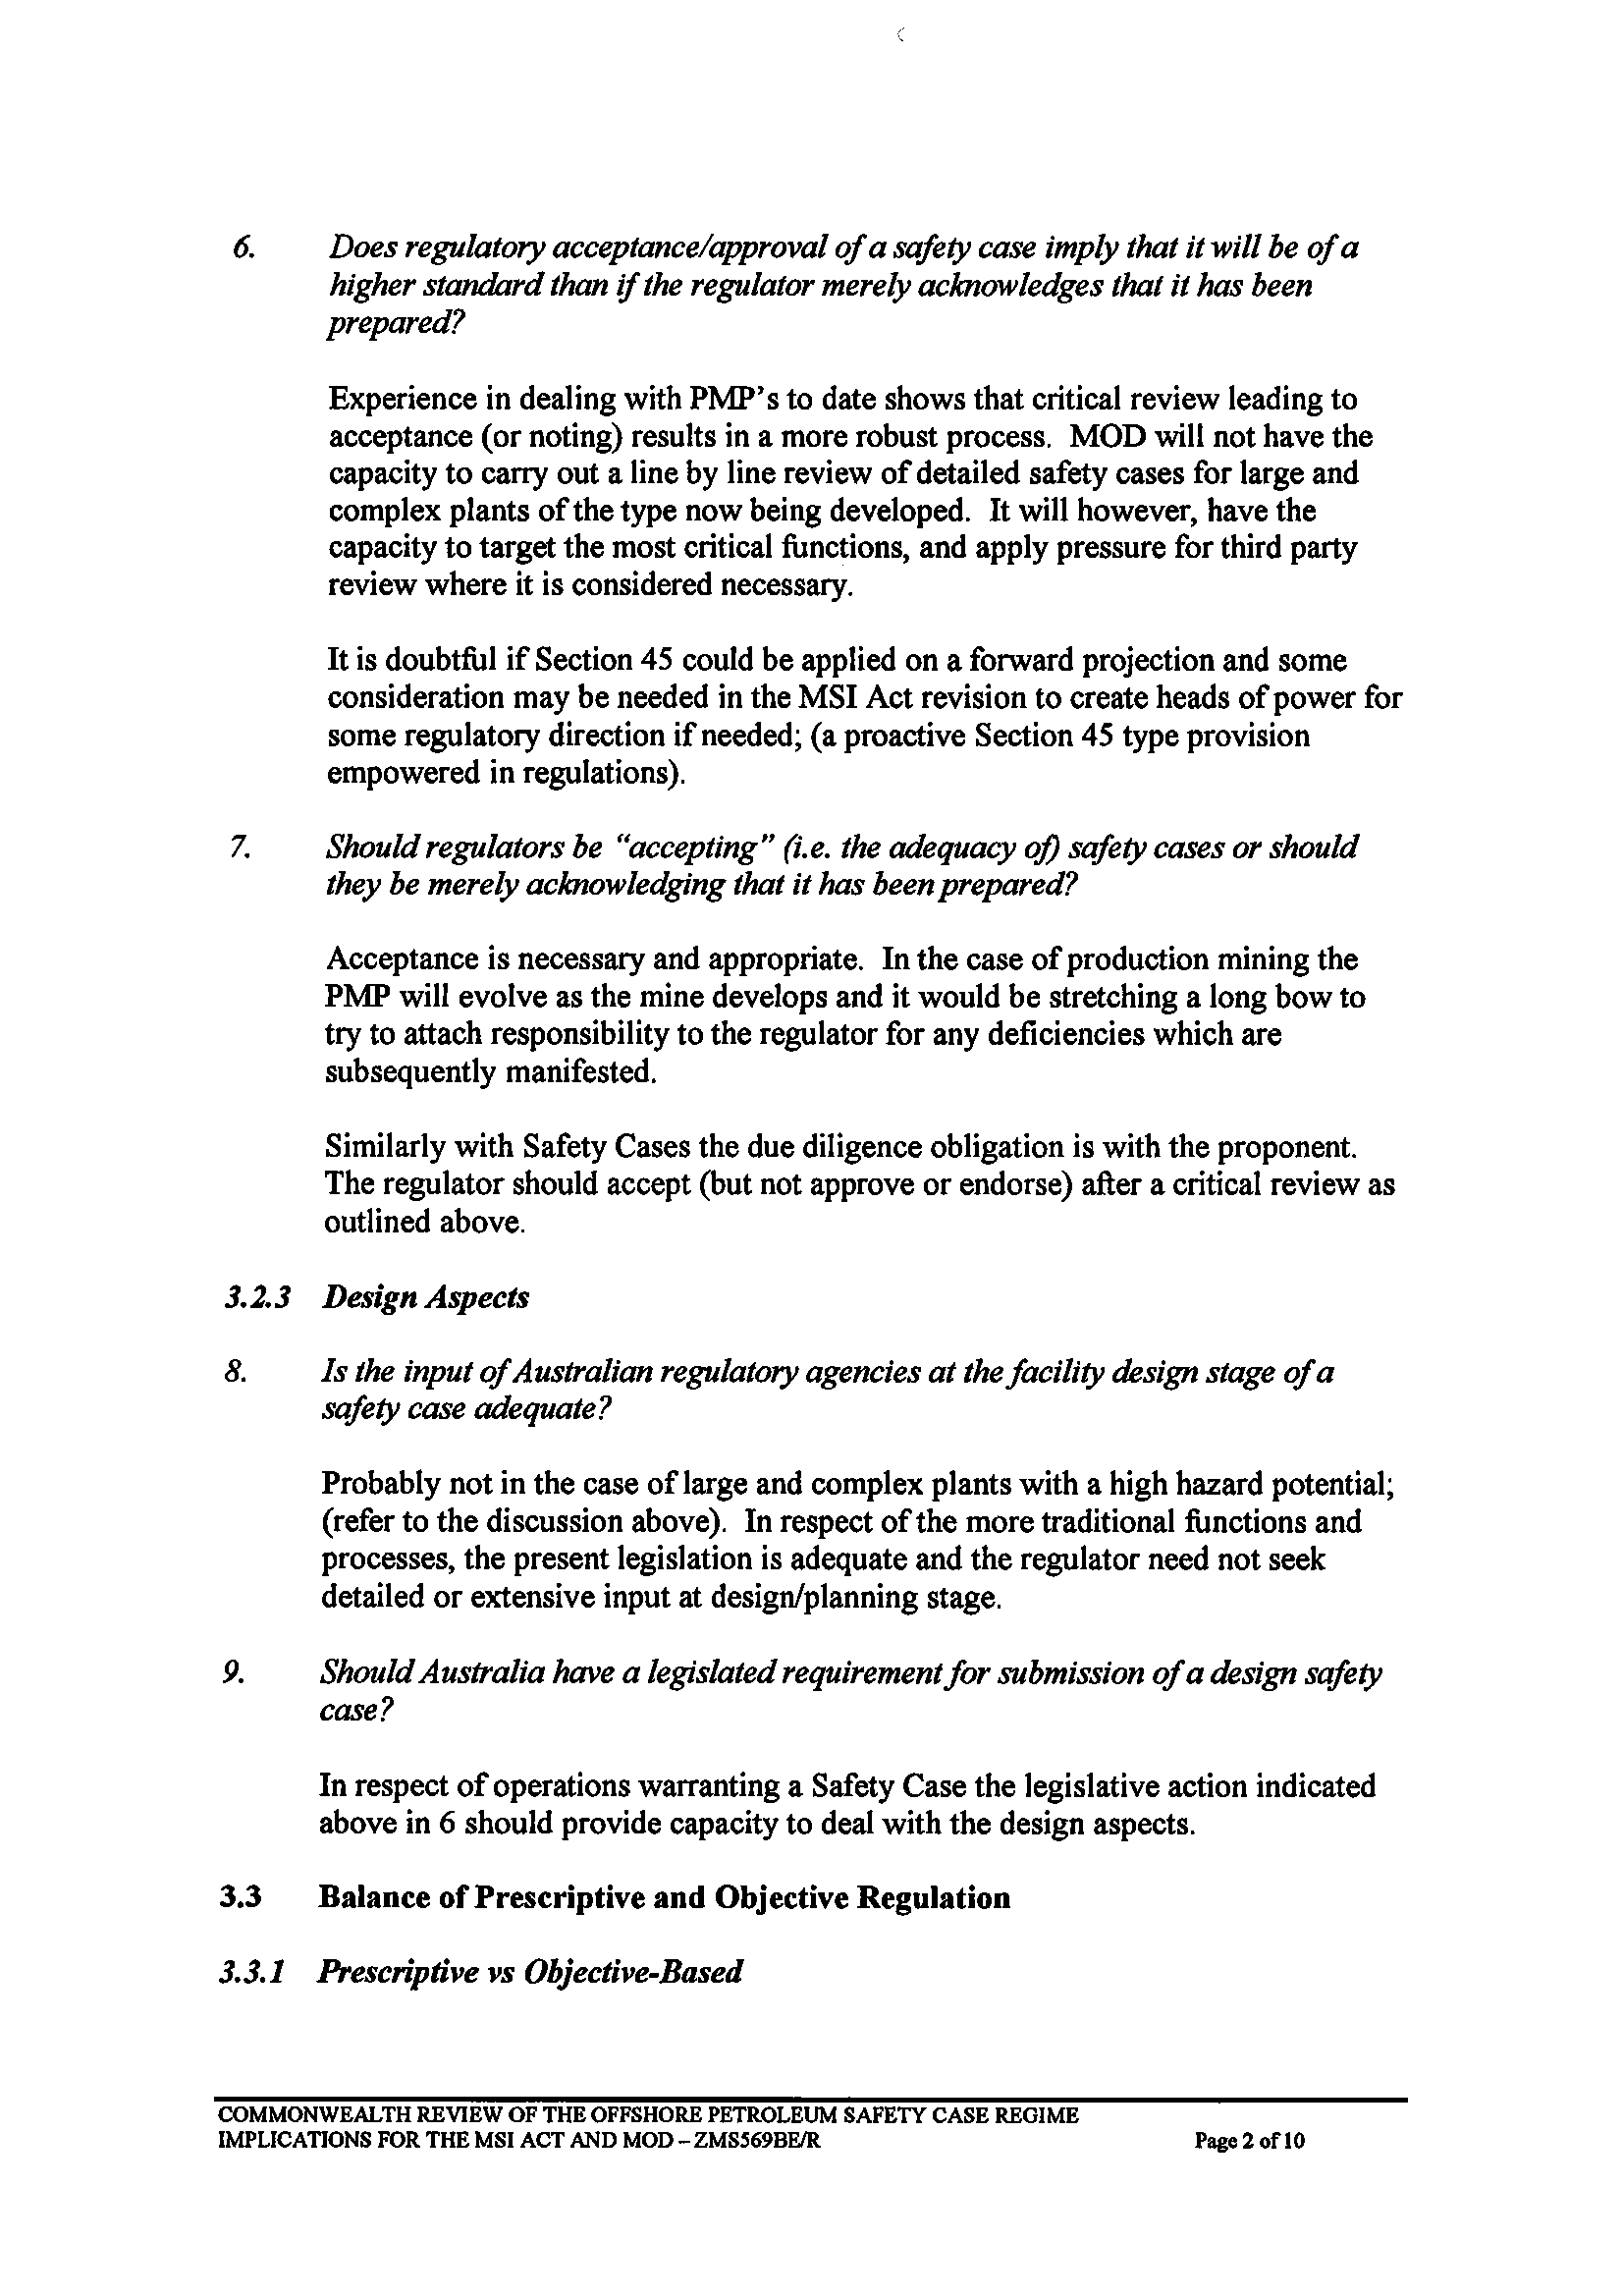 6. Does regulatory acceptance/approval of a safety case imply that it will be of a
higher standard than if the regulator merely acknowledges that it has been
prepared?
Experience in dealing with PMP's to date shows that critical review leading to
acceptance (or noting) results in a more robust process. MOD will not have the
capacity to carry out a line by line review of detailed safety cases for large and
complex plants of the type now being developed. It will however, have the
capacity to target the most critical functions, and apply pressure for third party
review where it is considered necessary.
It is doubtful if Section 45 could be applied on a forward projection and some
consideration may be needed in the MSI Act revision to create heads of power for
some regulatory direction if needed; (a proactive Section 45 type provision
empowered in regulations).
7. Should regulators be "accepting" (i.e. the adequacy of) safety cases or should
they be merely acknowledging that it has been prepared?
Acceptance is necessary and appropriate. In the case of production mining the
PMP will evolve as the mine develops and it would be stretching a long bow to
try to attach responsibility to the regulator for any deficiencies which are
subsequently manifested.
Similarly with Safety Cases the due diligence obligation is with the proponent.
The regulator should accept (but not approve or endorse) after a critical review as
outlined above.
3.2.3 Design Aspects
8. Is the input of Australian regulatory agencies at the facility design stage of a
safety case adequate?
Probably not in the case of large and complex plants with a high hazard potential;
(refer to the discussion above). In respect of the more traditional functions and
processes, the present legislation is adequate and the regulator need not seek
detailed or extensive input at design/planning stage.
9. Should Australia have a legislated requirement for submission of a design safety
case?
In respect of operations warranting a Safety Case the legislative action indicated
above in 6 should provide capacity to deal with the design aspects.
3.3 Balance of Prescriptive and Objective Regulation
3.3.1 Prescriptive vs Objective-Based
COMMONWEALTH REVIEW OF THE OFFSHORE PETROLEUM SAFETY CASE REGIME
IMPLICATIONS FOR THE MSI ACT AND MOD – ZMS569BE/R Page 2 of 10